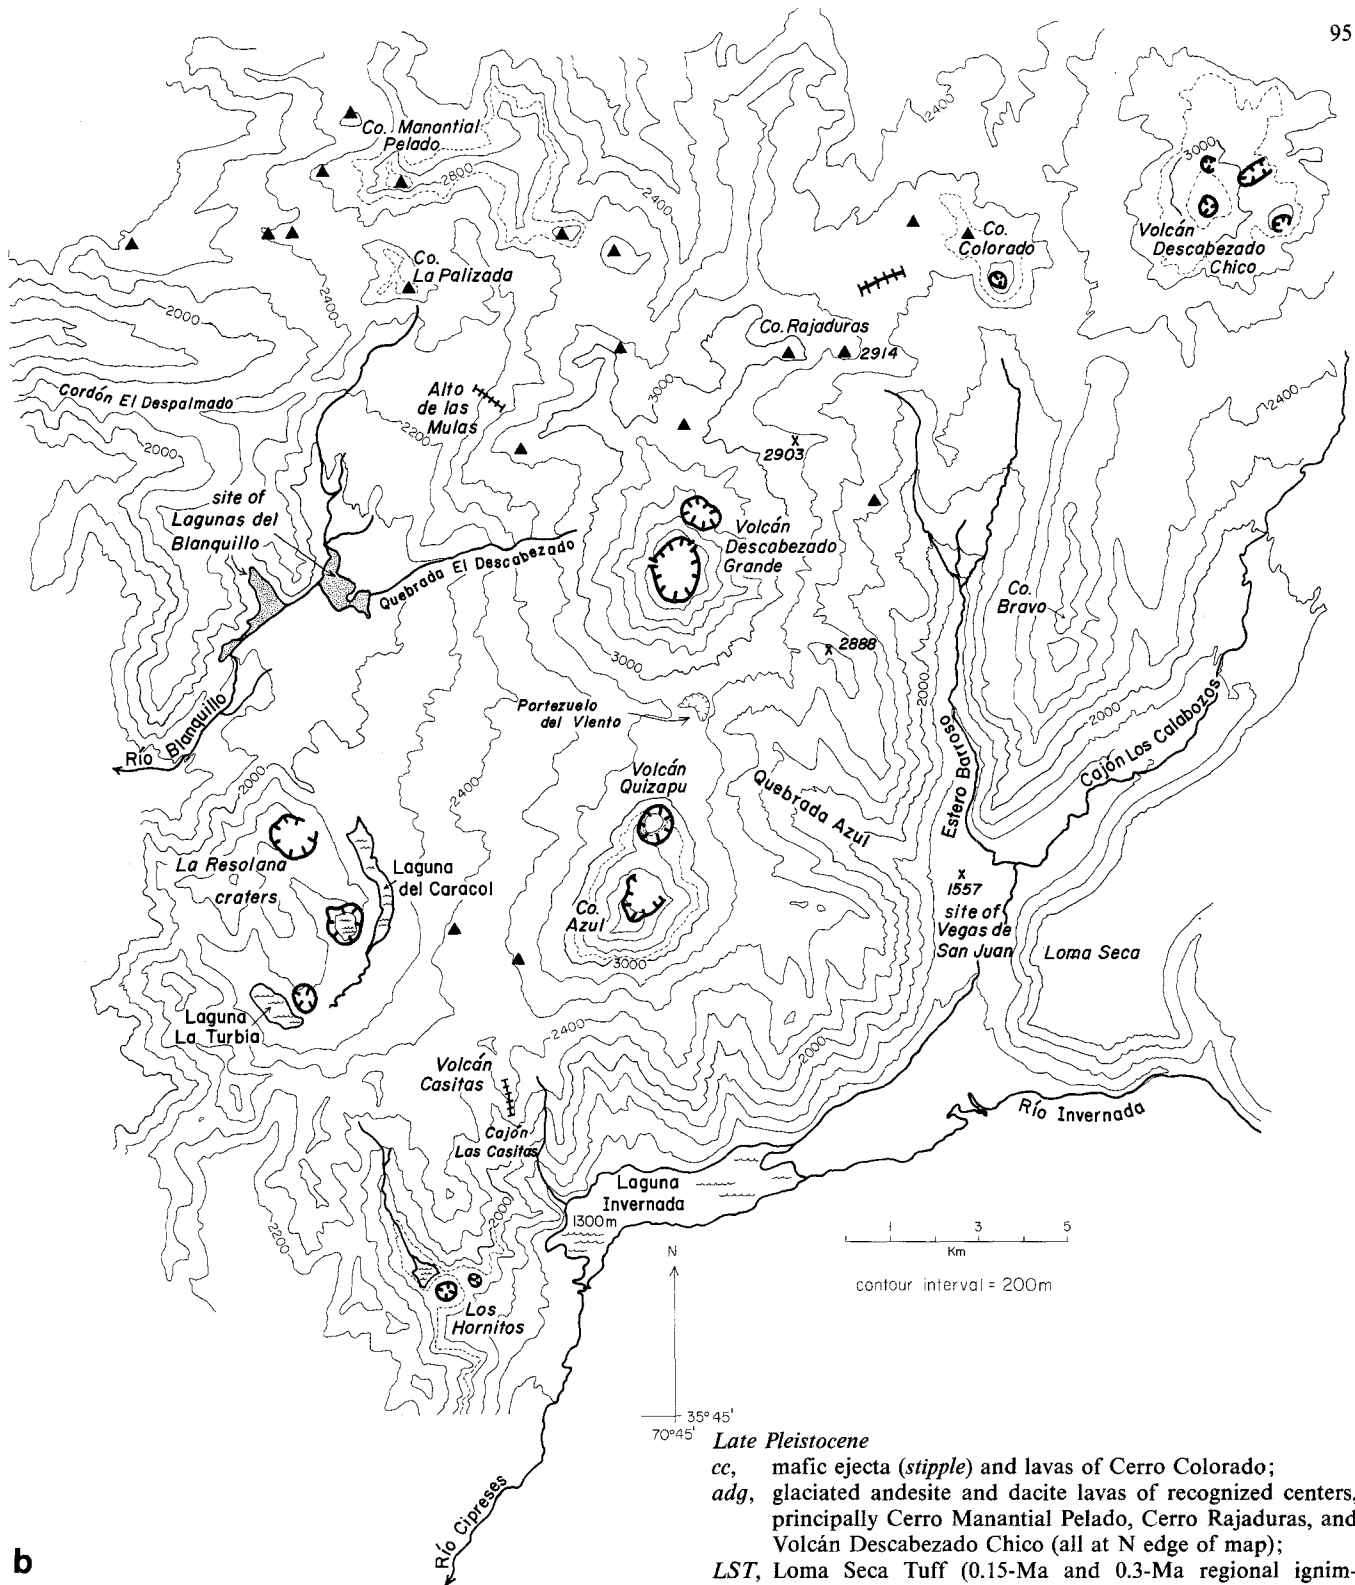 95
2400
Co. Manantial
Pelado
2800
3000
2400
Co.
Colorado
Volcán
Descabezado
Chico
Co.
La Palizada
2400
2000
Co. Rajaduras
2914
Cordón El Despalmado
Alto
de las
Mulas
3000
2400
2200
2000
2903
site of
Lagunas del
Blanquillo
Volcán
Descabezado
Grande
Quebrada El Descabezado
Co.
Bravo
2888
3000
2000
Portezuelo
del Viento
2000
Río Blanquillo
Estero Barroso
Cajón Los Calabozos
2000
2400
Volcán
Quizapu
Quebrada Azul
La Resolana
craters
Laguna
del Caracol
1557
site of
Vegas de
San Juan
Loma Seca
Co.
Azul
3000
Laguna
La Turbia
2400
2000
Volcán
Casitas
Río Invernada
Cajón
Las Casitas
Laguna
Invernada
2000
1300m
2200
1 3 5
Km
N
contour interval = 200m
Los
Hornitos
35°45'
70°45'
Río Cipreses
Late Pleistocene
cc, mafic ejecta (stipple) and lavas of Cerro Colorado;
adg, glaciated andesite and dacite lavas of recognized centers,
principally Cerro Manantial Pelado, Cerro Rajaduras, and
Volcán Descabezado Chico (all at N edge of map);
LST, Loma Seca Tuff (0.15-Ma and 0.3-Ma regional ignim-
b